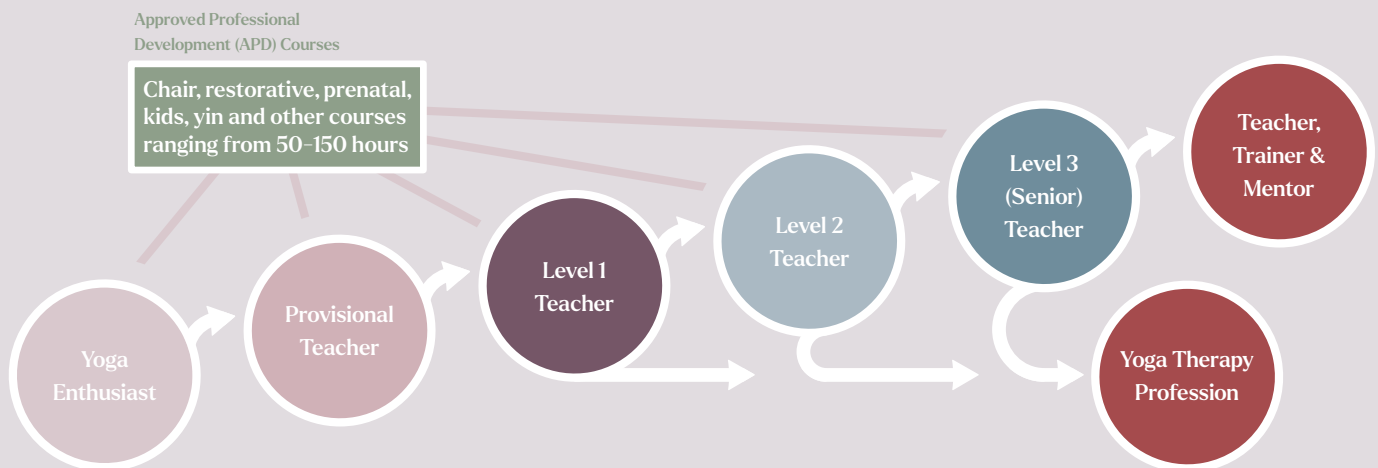 Approved Professional
Development (APD) Courses
Chair, restorative, prenatal,
kids, yin and other courses
ranging from 50–150 hours
Yoga
Enthusiast
Provisional
Teacher
Level 1
Teacher
Level 2
Teacher
Level 3
(Senior)
Teacher
Teacher,
Trainer &
Mentor
Yoga Therapy
Profession